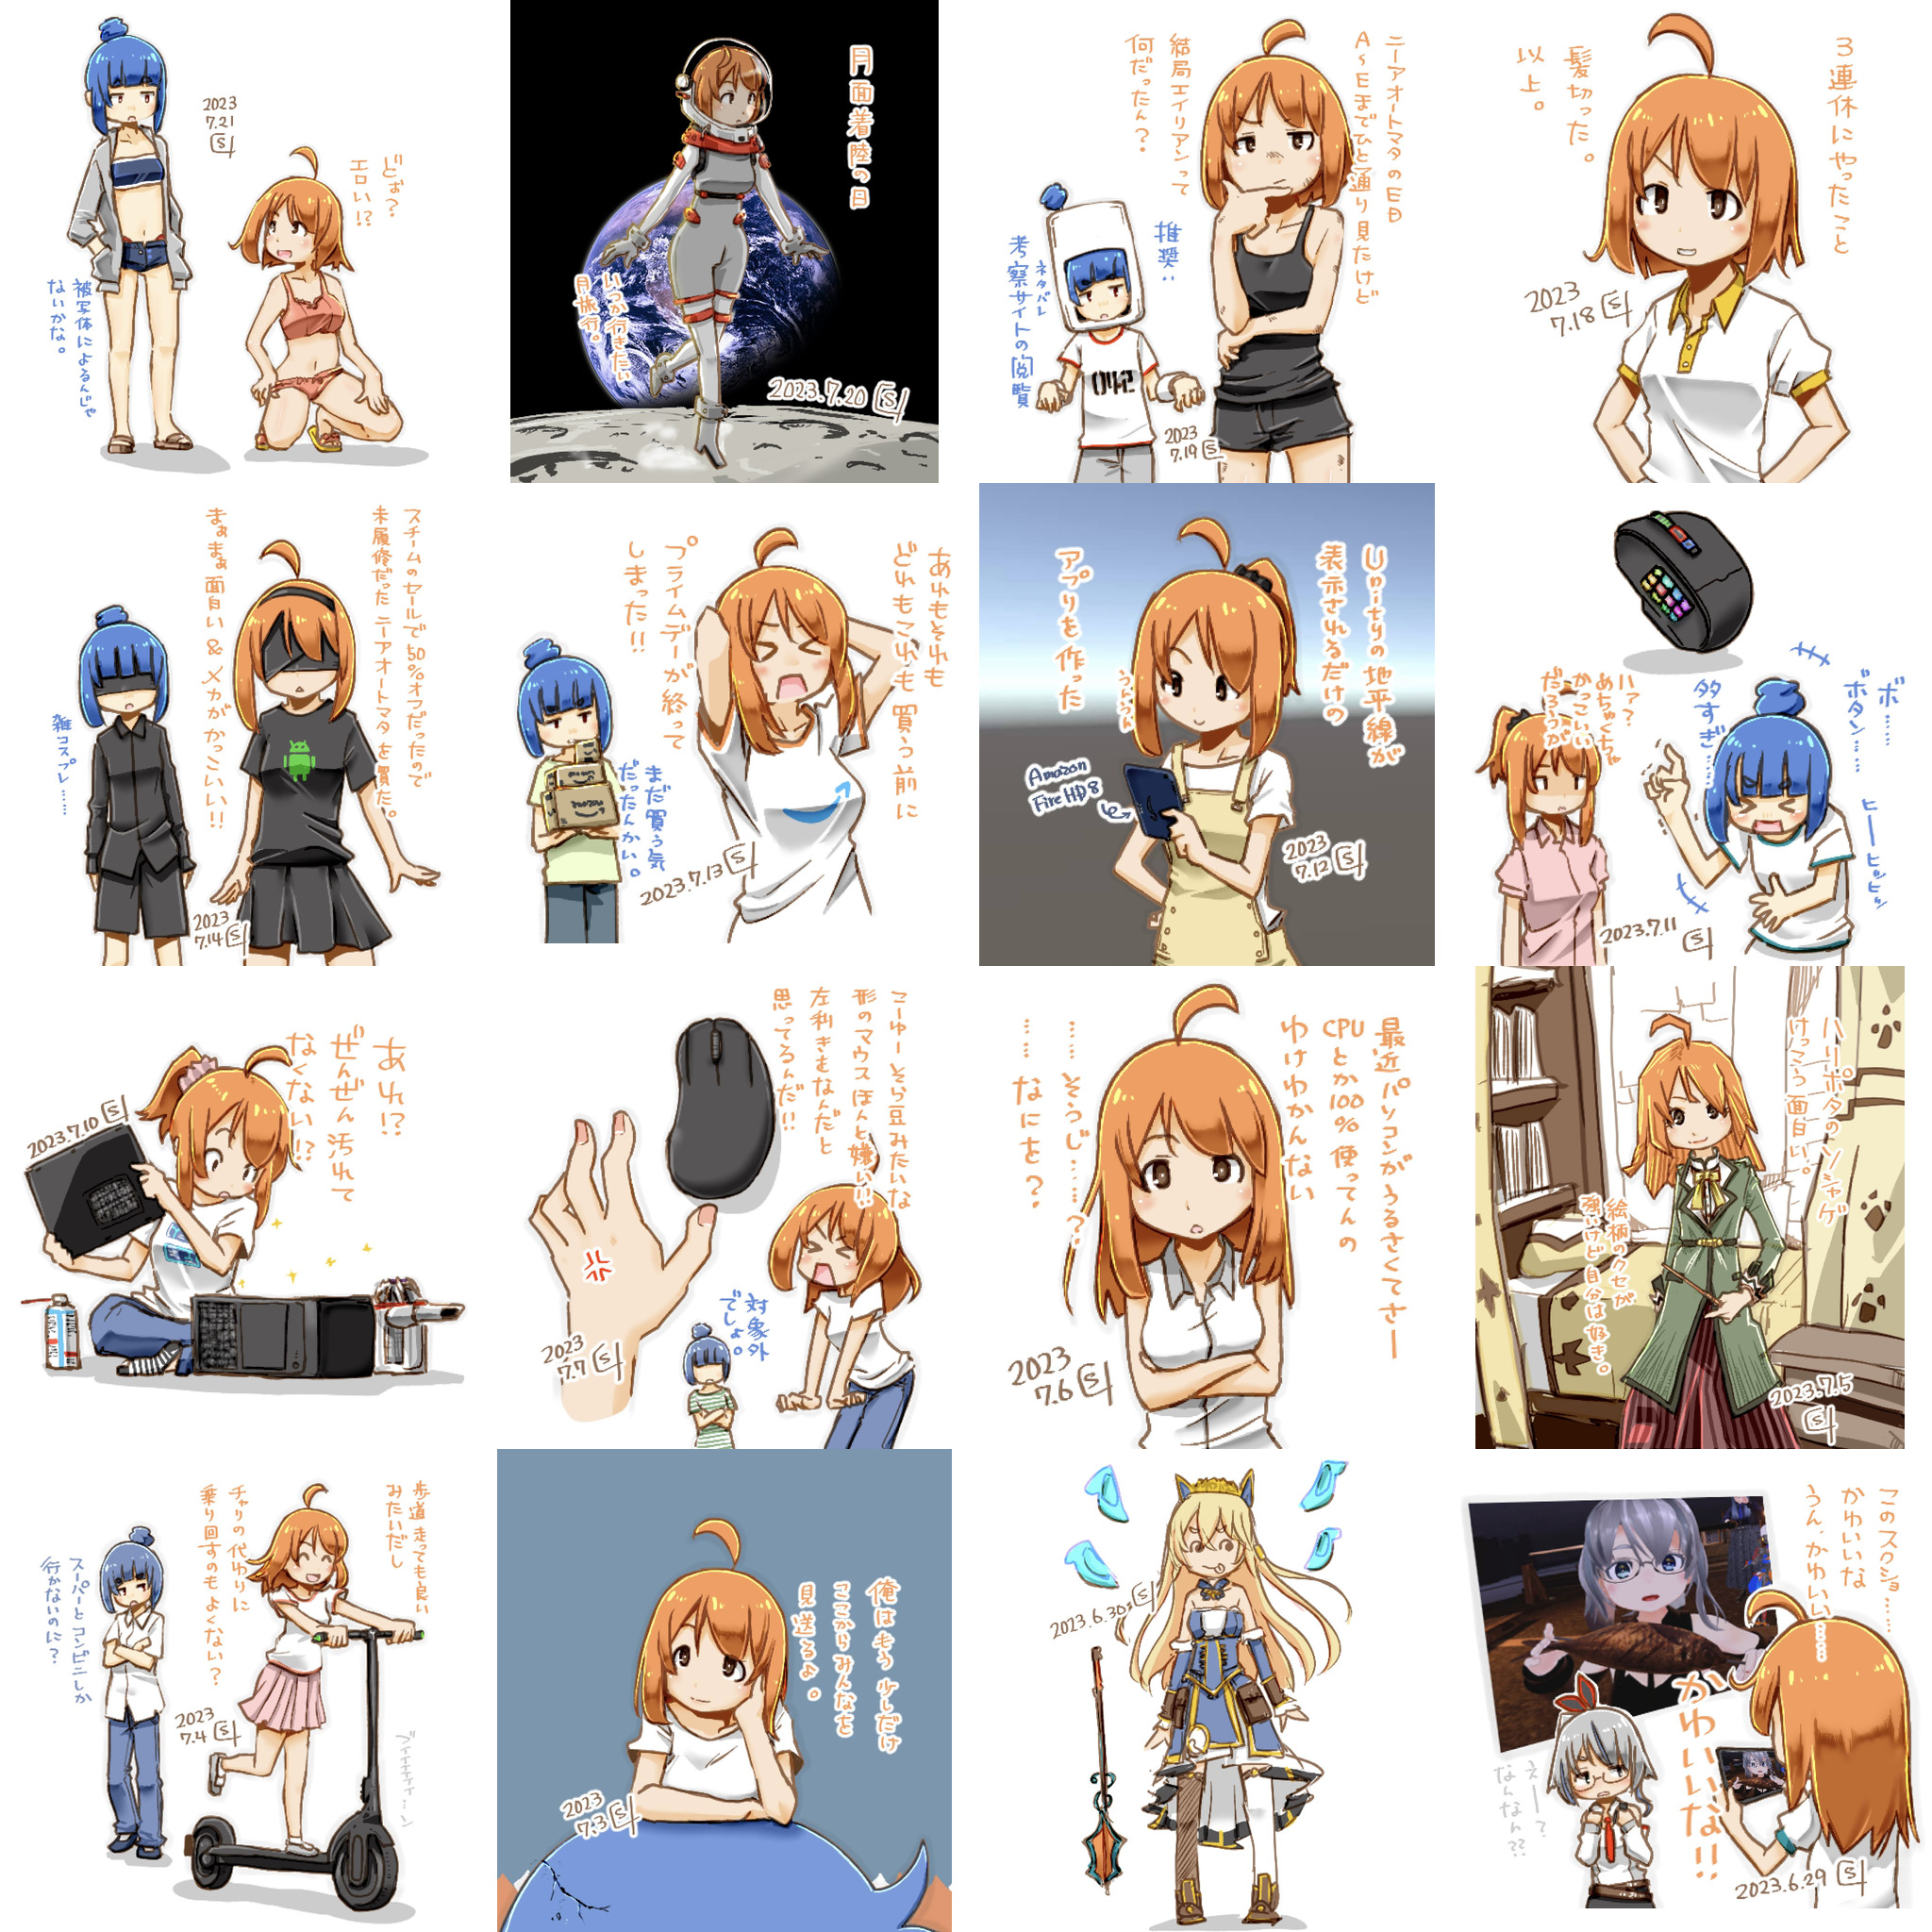 2023
7.21
どぉ?
エロい!?
被写体によるんじゃ
ないかな。
月面着陸の日
いつか行きたい
月旅行。
2023.7.20
ニーアオートマタのED
A~Eまでひと通り見たけど
結局エイリアンって
何だったん?
推奨:
ネタバレ
考察サイトの閲覧
042
2023
7.19
3連休にやったこと
髪切った。
以上。
2023
7.18
スチームのセールで50%オフだったので
未履修だったニーアオートマタを買た。
まぁまぁ面白い&メカがかっこいい!!
雑コスプレ……
2023
7.14
あれもそれも
どれもこれも買う前に
プライムデーが終って
しまった!!
まだ買う気
だったんかい。
amazon
2023.7.13
Unityの地平線が
表示されるだけの
アプリを作った
うんうん
Amazon
Fire HD 8
2023
7.12
ボ……
ボタン……
多すぎ……
ヒーーヒッヒッ
ハァ?
めちゃくちゃ
かっこいい
だろうが
2023.7.11
あれ!?
ぜんぜん汚れて
なくない!?
2023.7.10
こーゆーそら豆みたいな
形のマウスほんと嫌い!!
左利きをなんだと
思ってるんだ!!
対象外
でしょ。
2023
7.7
最近パソコンがうるさくてさー
CPUとか100%使ってんの
わけわかんない
……そうじ……?
……なにを?
2023
7.6
ハリーポタのソシャゲ
けっこう面白い。
絵柄のクセが
強いけど自分は好き。
2023.7.5
歩道走っても良い
みたいだし
チャリの代わりに
乗り回すのもよくない?
スーパーとコンビニしか
行かないのに?
2023
7.4
俺はもう少しだけ
ここからみんなを
見送るよ。
2023
7.3
2023.6.30
このスクショ……
かわいいな
うん、かわいい……
かわいいな!!
えー?
なんなん??
2023.6.29